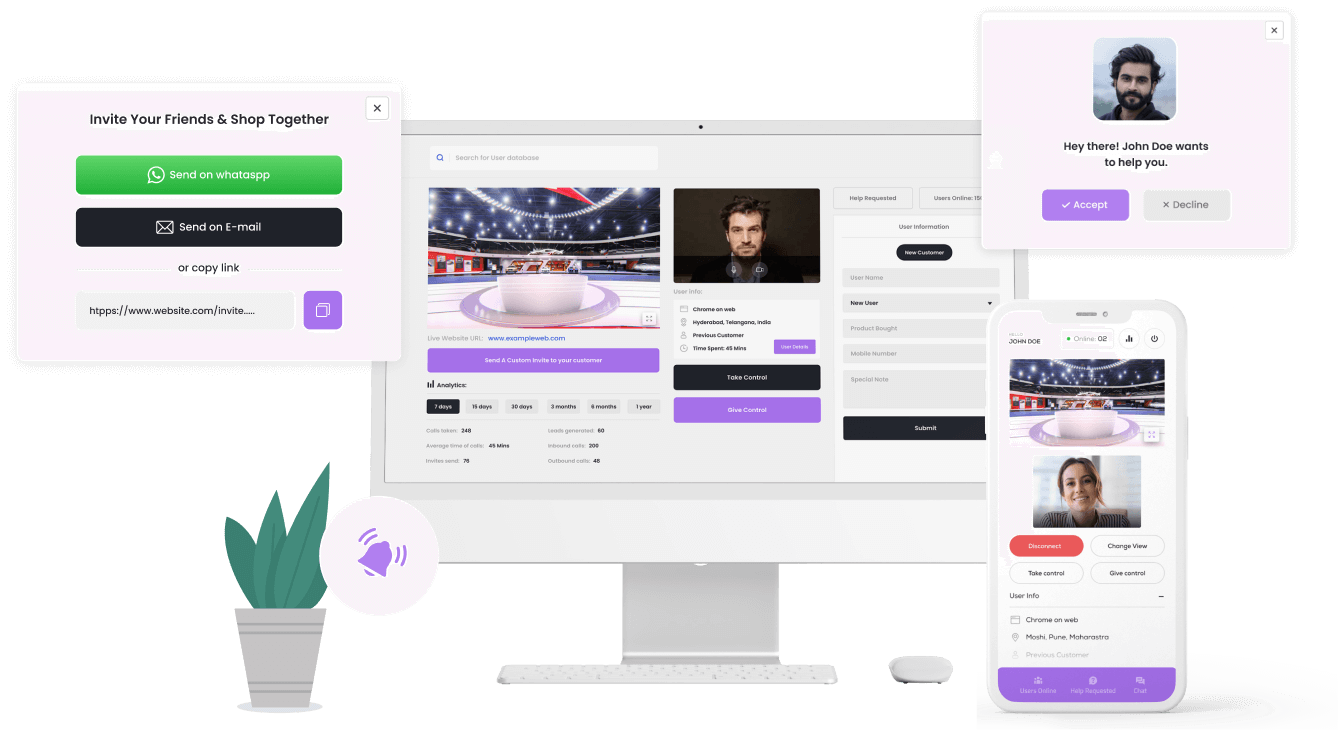 Invite Your Friends & Shop Together
Send on whataspp
Send on E-mail
or copy link
htpps://www.website.com/invite.....
Search for User database
Live Website URL: www.exampleweb.com
Send A Custom Invite to your customer
Analytics:
7 days
15 days
30 days
3 months
6 months
1 year
Calls taken: 248
Leads generated: 60
Average time of calls: 45 Mins
Inbound calls: 200
Invites send: 76
Outbound calls: 48
User Info:
Chrome on web
Hyderabad, Telangana, India
Previous Customer
Time Spent: 45 Mins
User Details
Take Control
Give Control
Help Requested
Users Online: 15
User Information
New Customer
User Name
New User
Product Bought
Mobile Number
Special Note
Submit
Hey there! John Doe wants
to help you.
Accept
Decline
HELLO
JOHN DOE
Online: 02
Disconnect
Change View
Take control
Give control
User Info
Chrome on web
Moshi, Pune, Maharastra
Previous Customer
Users Online
Help Requested
Chat